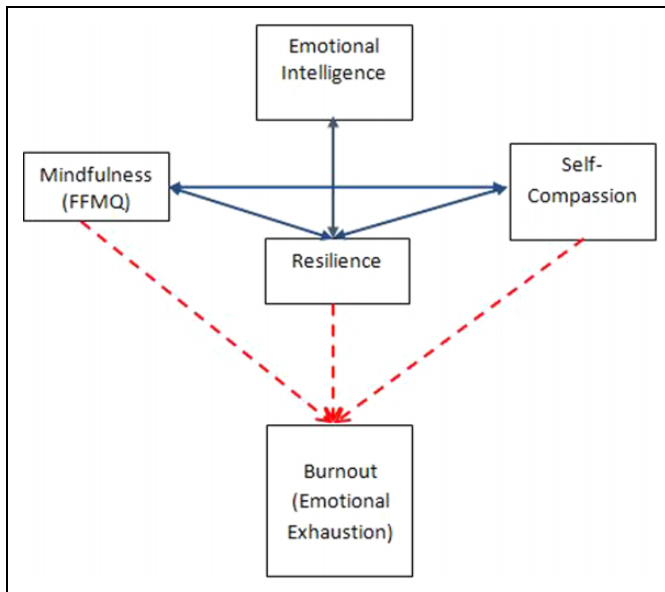 Emotional
Intelligence
Mindfulness
(FFMQ)
Self-
Compassion
Resilience
Burnout
(Emotional
Exhaustion)